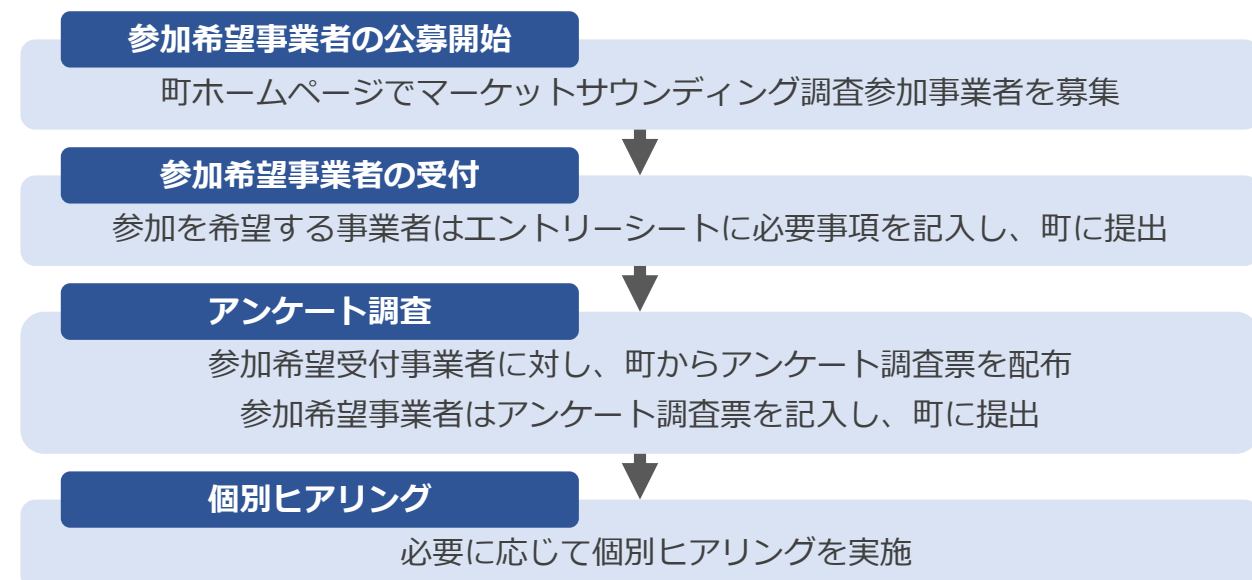 参加希望事業者の公募開始
町ホームページでマーケットサウンディング調査参加事業者を募集
参加希望事業者の受付
参加を希望する事業者はエントリーシートに必要事項を記入し、町に提出
アンケート調査
参加希望受付事業者に対し、町からアンケート調査票を配布
参加希望事業者はアンケート調査票を記入し、町に提出
個別ヒアリング
必要に応じて個別ヒアリングを実施